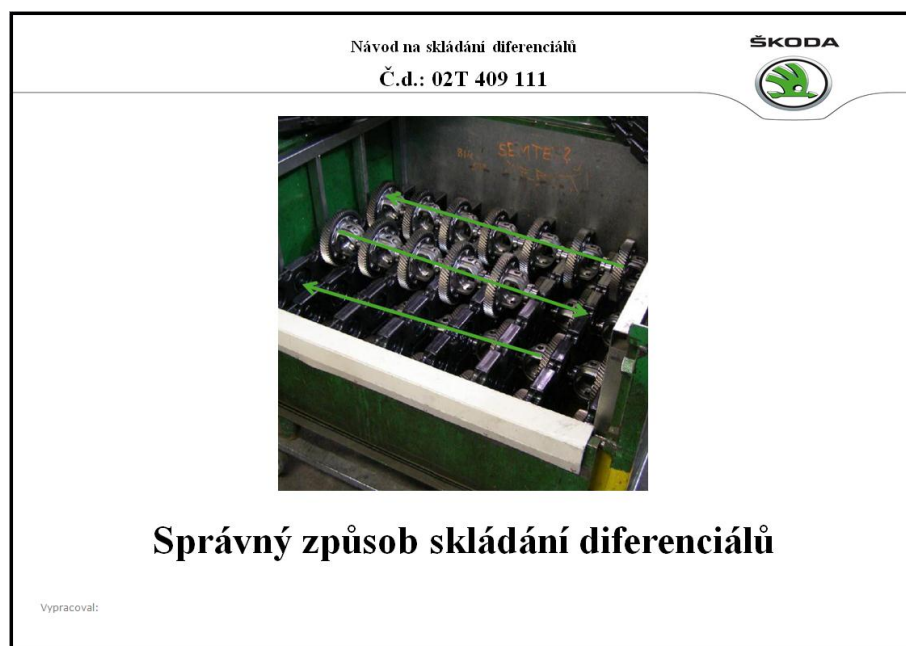 Návod na skládání diferenciálů
Č.d.: 02T 409 111
ŠKODA
Správný způsob skládání diferenciálů
Vypracoval: